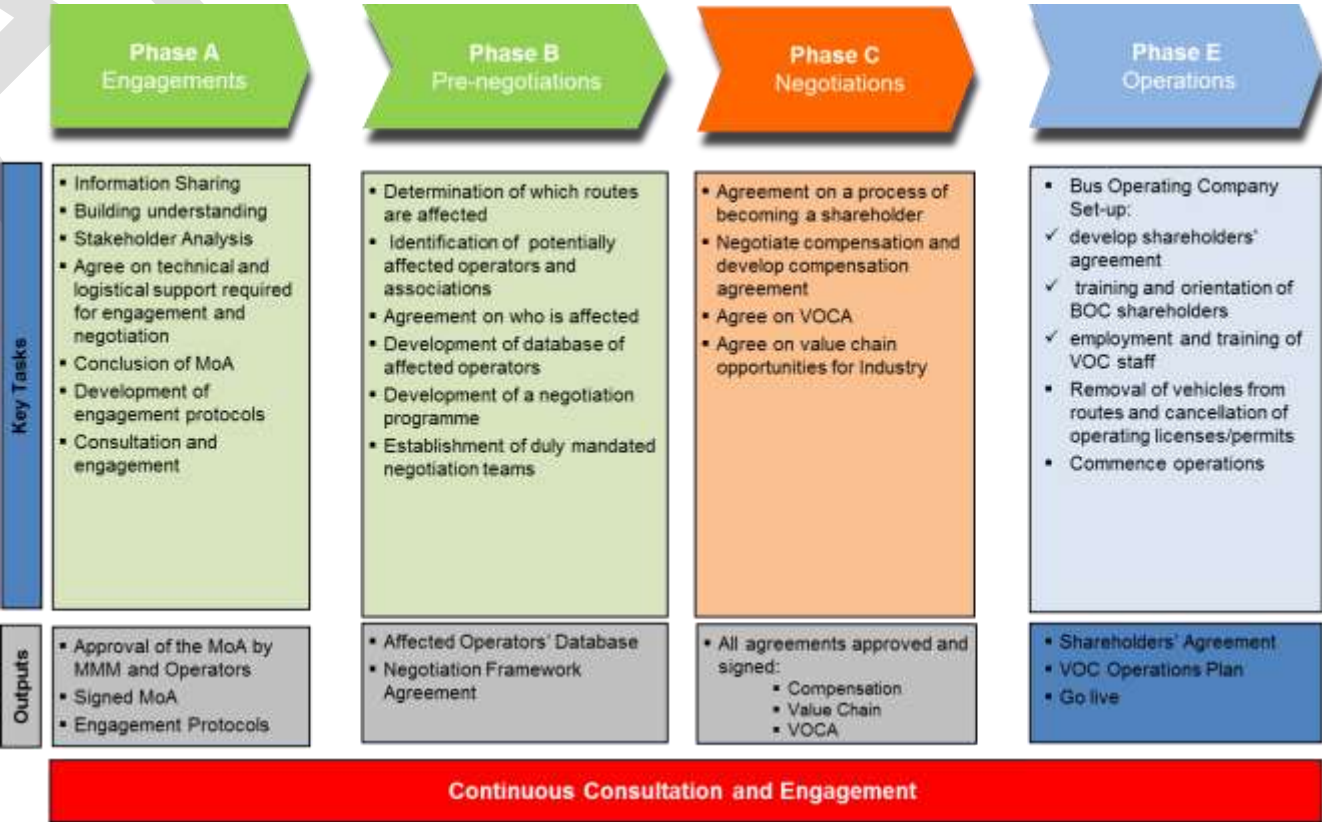 Phase A
Engagements
Phase B
Pre-negotiations
Phase C
Negotiations
Phase E
Operations
Key Tasks
▪ Information Sharing
▪ Building understanding
▪ Stakeholder Analysis
▪ Agree on technical and
logistical support required
for engagement and
negotiation
▪ Conclusion of MoA
▪ Development of
engagement protocols
▪ Consultation and
engagement
▪ Determination of which routes
are affected
▪ Identification of potentially
affected operators and
associations
▪ Agreement on who is affected
▪ Development of database of
affected operators
▪ Development of a negotiation
programme
▪ Establishment of duly mandated
negotiation teams
▪ Agreement on a process of
becoming a shareholder
▪ Negotiate compensation and
develop compensation
agreement
▪ Agree on VOCA
▪ Agree on value chain
opportunities for Industry
▪ Bus Operating Company
Set-up:
✓ develop shareholders'
agreement
✓ training and orientation of
BOC shareholders
✓ employment and training of
VOC staff
▪ Removal of vehicles from
routes and cancellation of
operating licenses/permits
▪ Commence operations
Outputs
▪ Approval of the MoA by
MMM and Operators
▪ Signed MoA
▪ Engagement Protocols
▪ Affected Operators' Database
▪ Negotiation Framework
Agreement
▪ All agreements approved and
signed:
▪ Compensation
▪ Value Chain
▪ VOCA
▪ Shareholders' Agreement
▪ VOC Operations Plan
▪ Go live
Continuous Consultation and Engagement